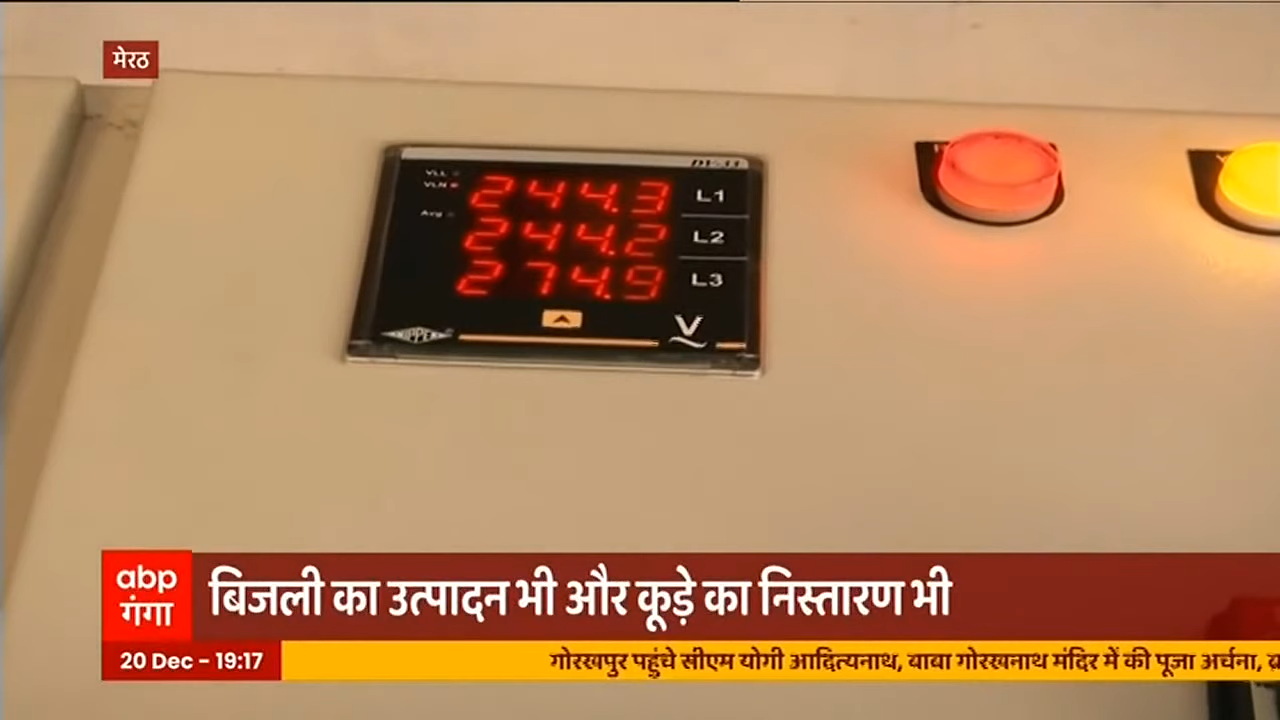 मेरठ
VLL
VLN
244.3 L1
Avg
244.2 L2
274.9 L3
V
abp
गंगा
बिजली का उत्पादन भी और कूड़े का निस्तारण भी
20 Dec - 19:17
गोरखपुर पहुंचे सीएम योगी आदित्यनाथ, बाबा गोरखनाथ मंदिर में की पूजा अर्चना,